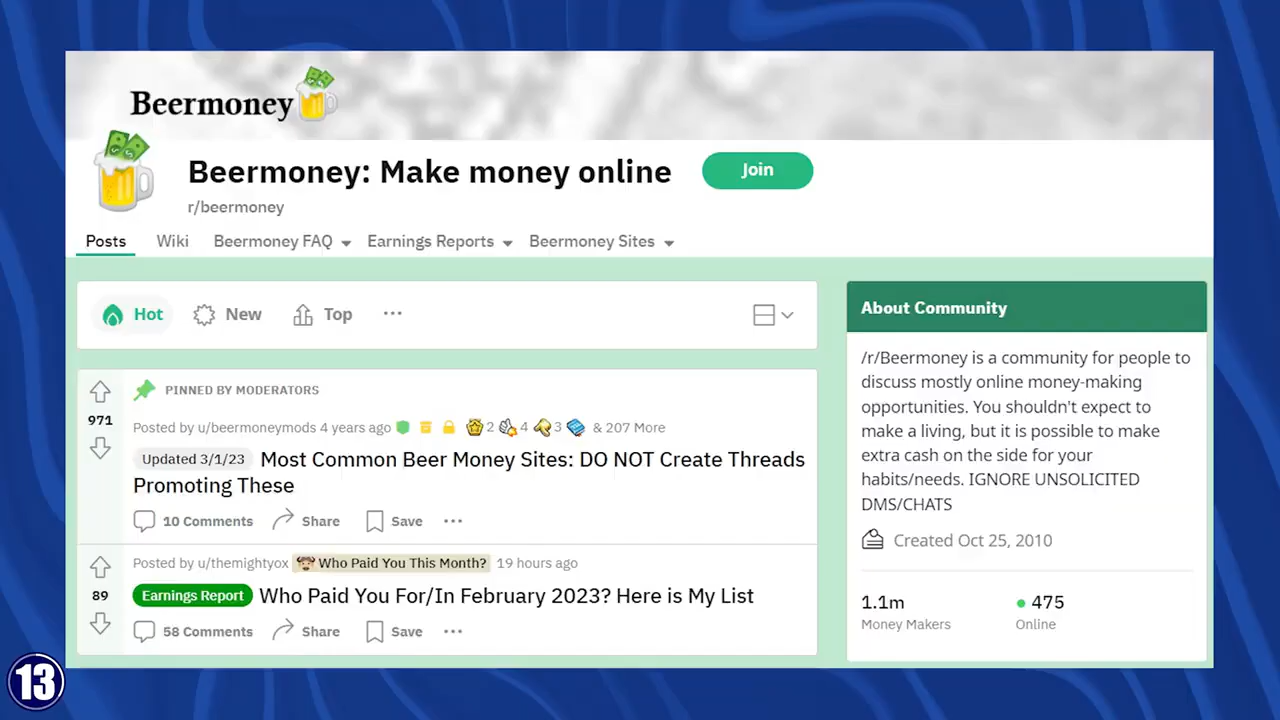 Beermoney
Beermoney: Make money online
Join
r/beermoney
Posts Wiki Beermoney FAQ Earnings Reports Beermoney Sites
Hot New Top ...
PINNED BY MODERATORS
971
Posted by u/beermoneymods 4 years ago 2 4 3 & 207 More
Updated 3/1/23 Most Common Beer Money Sites: DO NOT Create Threads
Promoting These
10 Comments Share Save ...
Posted by u/themightyox Who Paid You This Month? 19 hours ago
89
Earnings Report Who Paid You For/In February 2023? Here is My List
58 Comments Share Save ...
About Community
/r/Beermoney is a community for people to
discuss mostly online money-making
opportunities. You shouldn't expect to
make a living, but it is possible to make
extra cash on the side for your
habits/needs. IGNORE UNSOLICITED
DMS/CHATS
Created Oct 25, 2010
1.1m 475
Money Makers Online
13